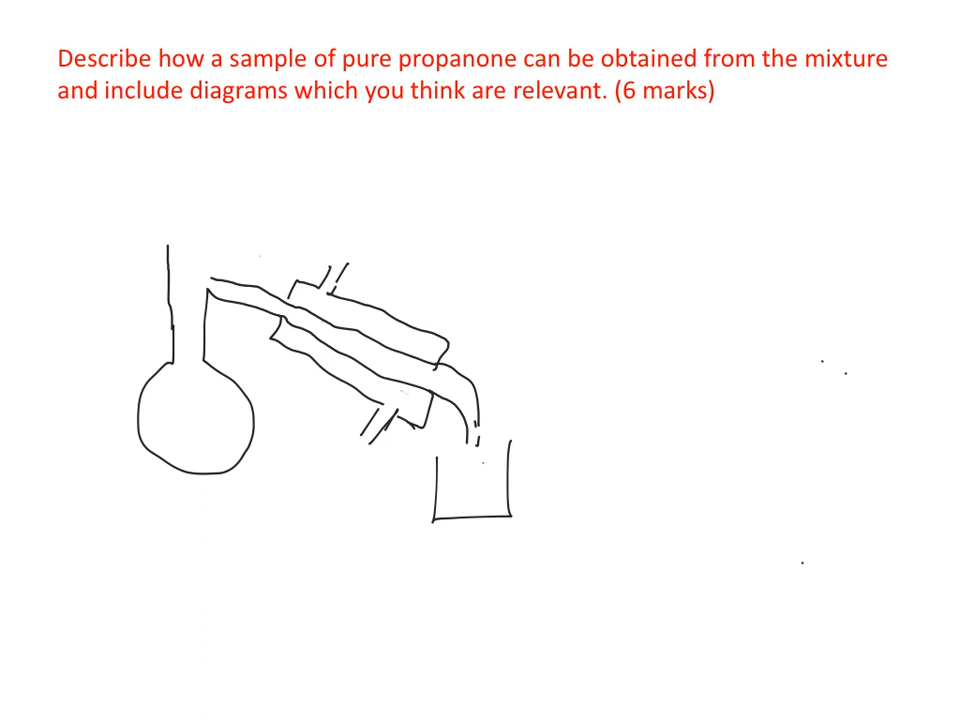 Describe how a sample of pure propanone can be obtained from the mixture
and include diagrams which you think are relevant. (6 marks)